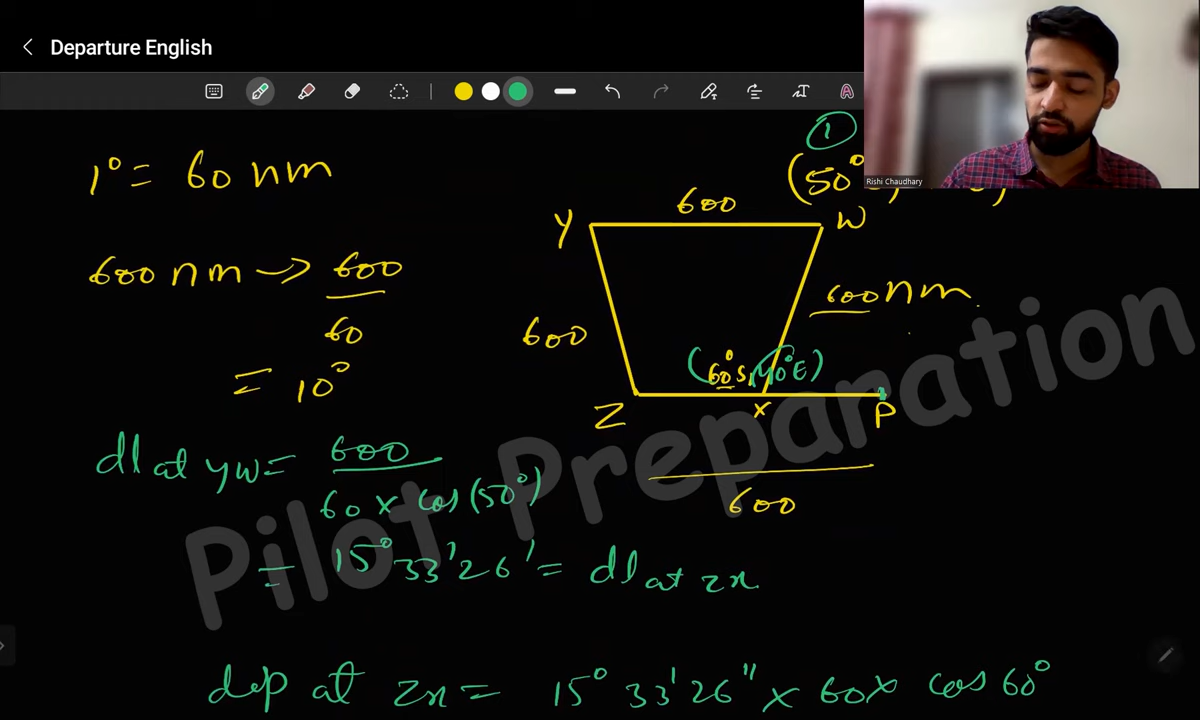 Departure English
1
1° = 60 nm
(50°
600
Y
W
600 nm → 600
60
600 nm
600
= 10°
(60°S, 40°E)
Z
x
P
dl at yw = 600
60 x cos (50°)
600
= 15° 33' 26' = dl at zx
dep at zx = 15° 33' 26" x 60 x cos 60°
Rishi Chaudhary
Pilot Preparation